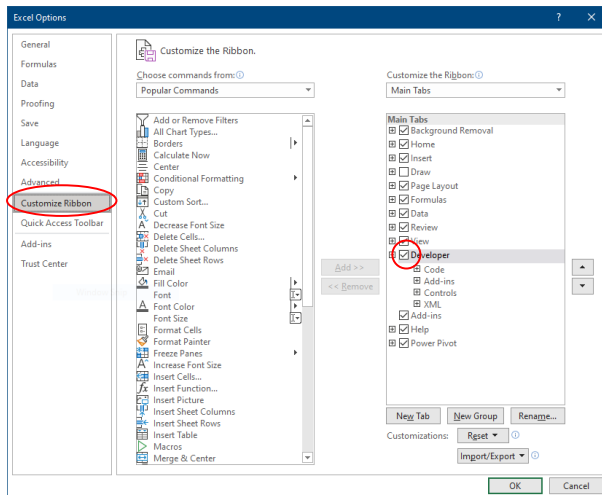 Excel Options
?
General
Formulas
Data
Proofing
Save
Language
Accessibility
Advanced
Customize Ribbon
Quick Access Toolbar
Add-ins
Trust Center
Customize the Ribbon.
Choose commands from:
Popular Commands
Add or Remove Filters
All Chart Types...
Borders
Calculate Now
Center
Conditional Formatting
Copy
Custom Sort...
Cut
Decrease Font Size
Delete Cells...
Delete Sheet Columns
Delete Sheet Rows
Email
Fill Color
Font
Font Color
Font Size
Format Cells
Format Painter
Freeze Panes
Increase Font Size
Insert Cells...
Insert Function...
Insert Picture
Insert Sheet Columns
Insert Sheet Rows
Insert Table
Macros
Merge & Center
Add >>
<< Remove
Customize the Ribbon:
Main Tabs
Main Tabs
Background Removal
Home
Insert
Draw
Page Layout
Formulas
Data
Review
View
Developer
Code
Add-ins
Controls
XML
Add-ins
Help
Power Pivot
New Tab
New Group
Rename...
Customizations:
Reset
Import/Export
OK
Cancel